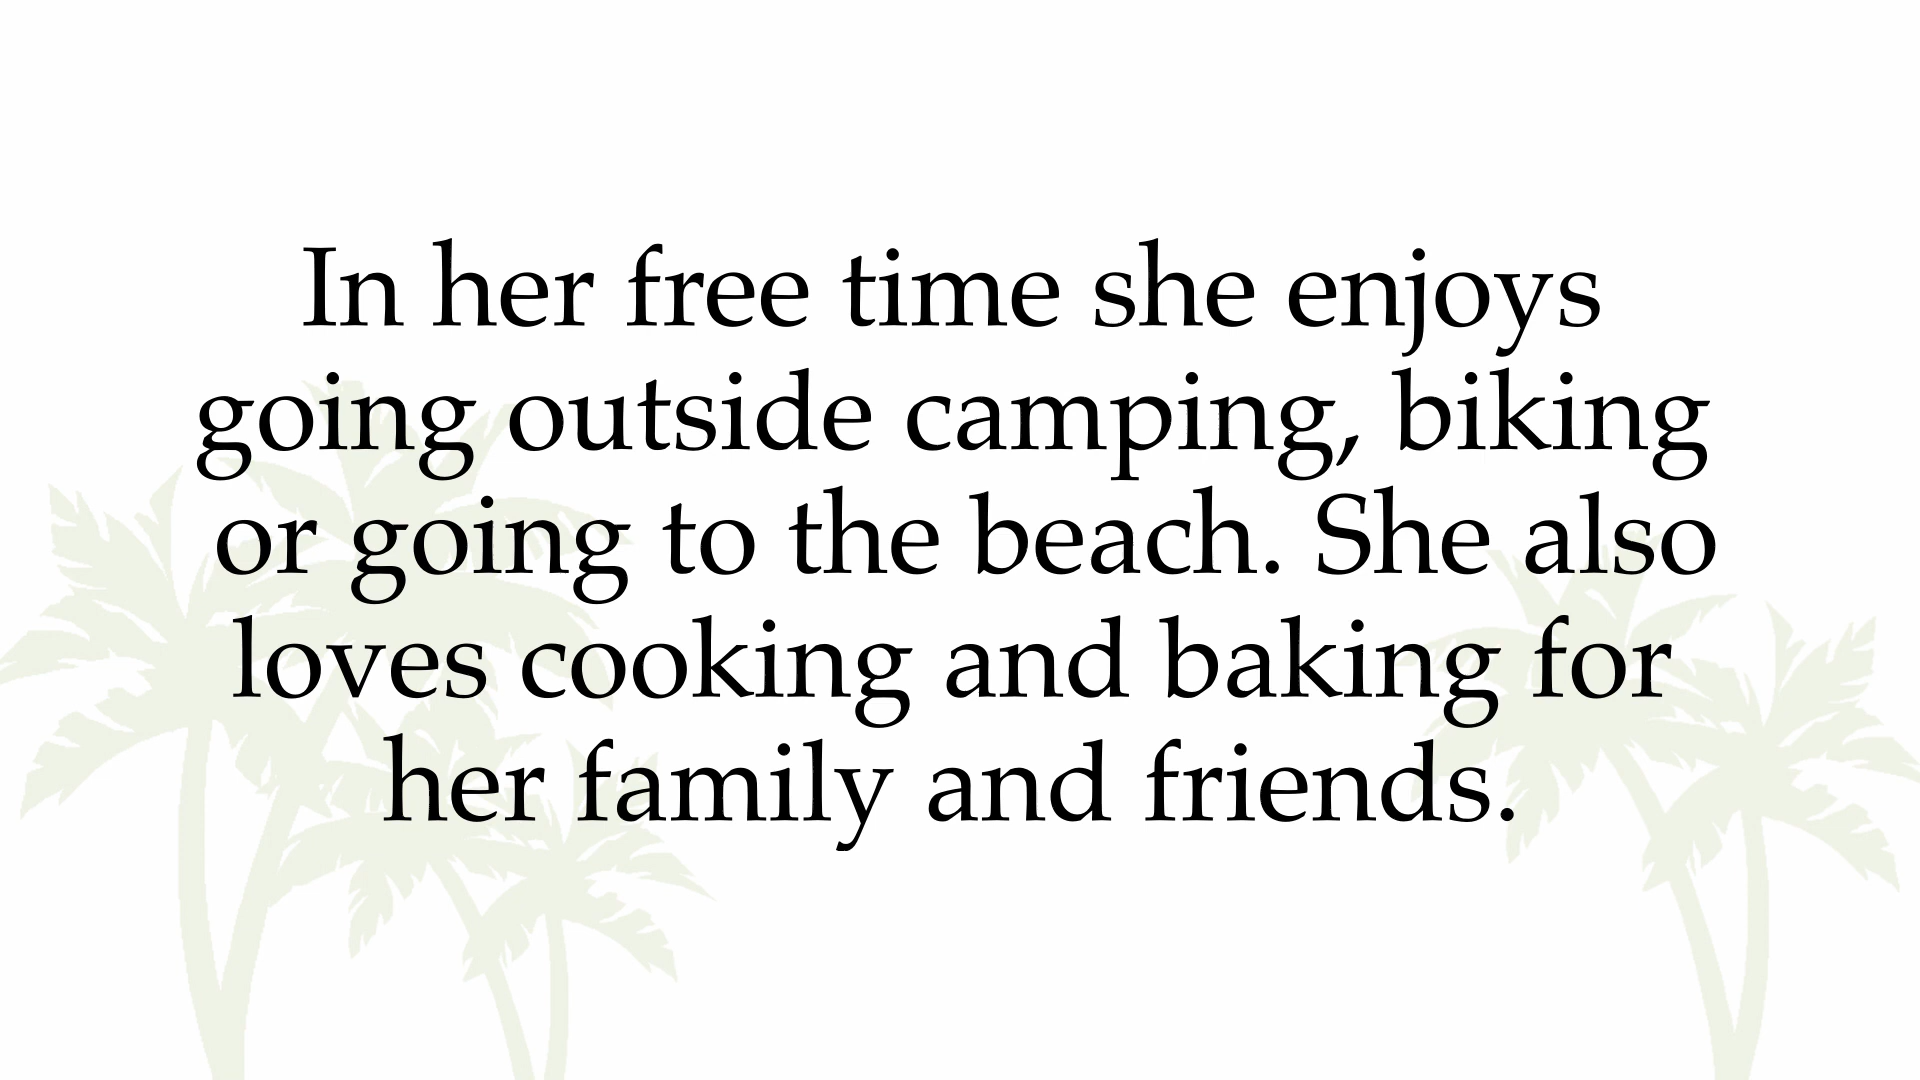 In her free time she enjoys
going outside camping, biking
or going to the beach. She also
loves cooking and baking for
her family and friends.